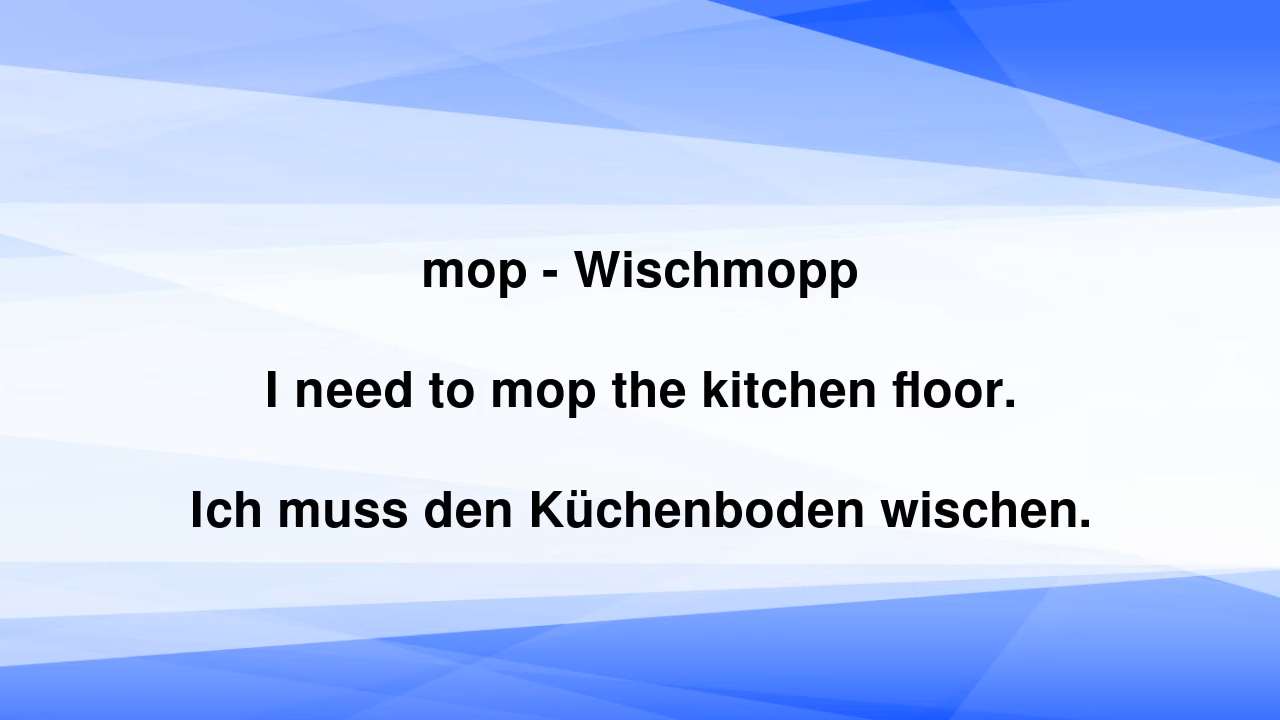 mop - Wischmopp
I need to mop the kitchen floor.
Ich muss den Küchenboden wischen.